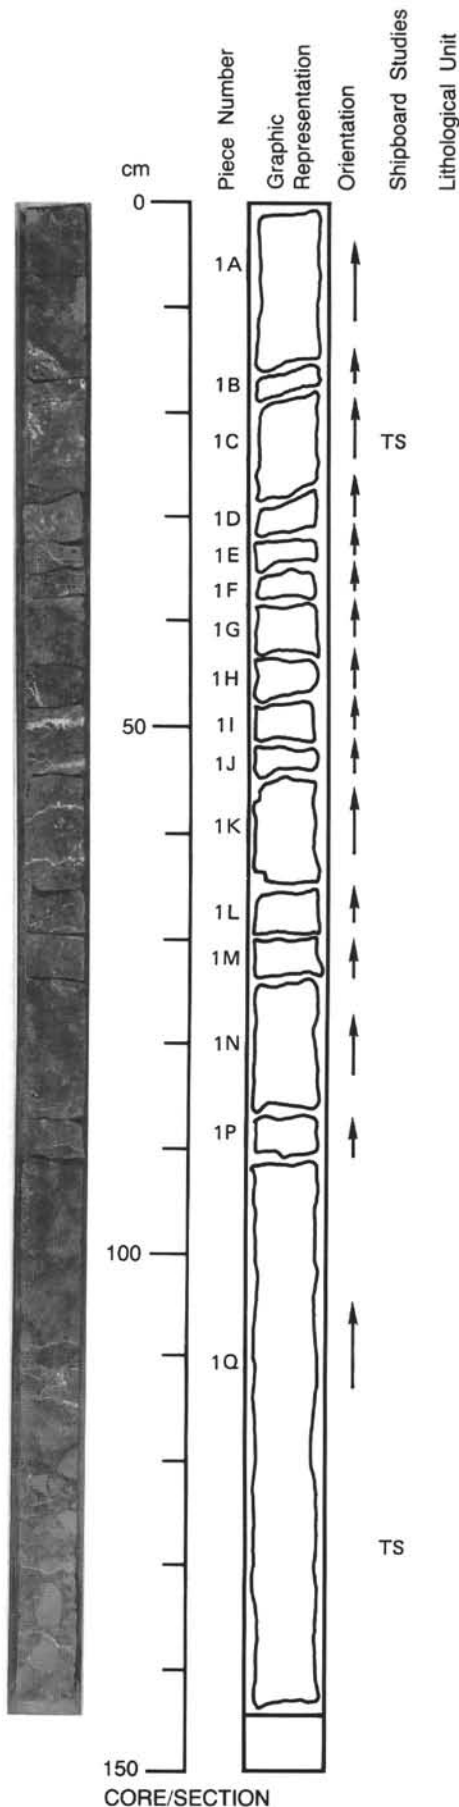 cm
Piece Number
Graphic
Representation
Orientation
Shipboard Studies
Lithological Unit
0
1A
1B
1C
TS
1D
1E
1F
1G
1H
50
1I
1J
1K
1L
1M
1N
1P
100
1Q
TS
150
CORE/SECTION